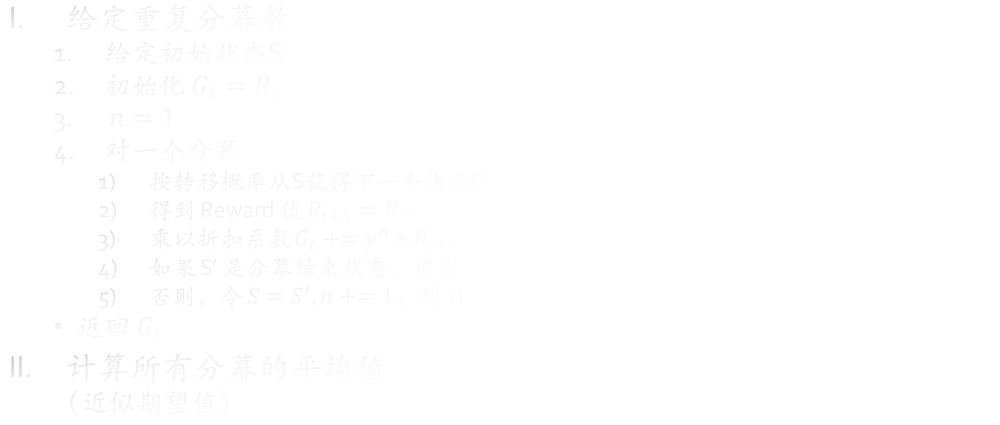 I. 给定重复分幕数
1. 给定初始状态S
2. 初始化 G_t = R_s
3. n = 1
4. 对一个分幕
1) 按转移概率从S获得下一个状态S′
2) 得到 Reward 值 R_{t+1} = R_{s′}
3) 乘以折扣系数 G_t += γ^n * R_{t+1}
4) 如果 S′ 是分幕结束状态，退出
5) 否则，令 S = S′, n += 1，到 1)
• 返回 G_t
II. 计算所有分幕的平均值
（近似期望值）